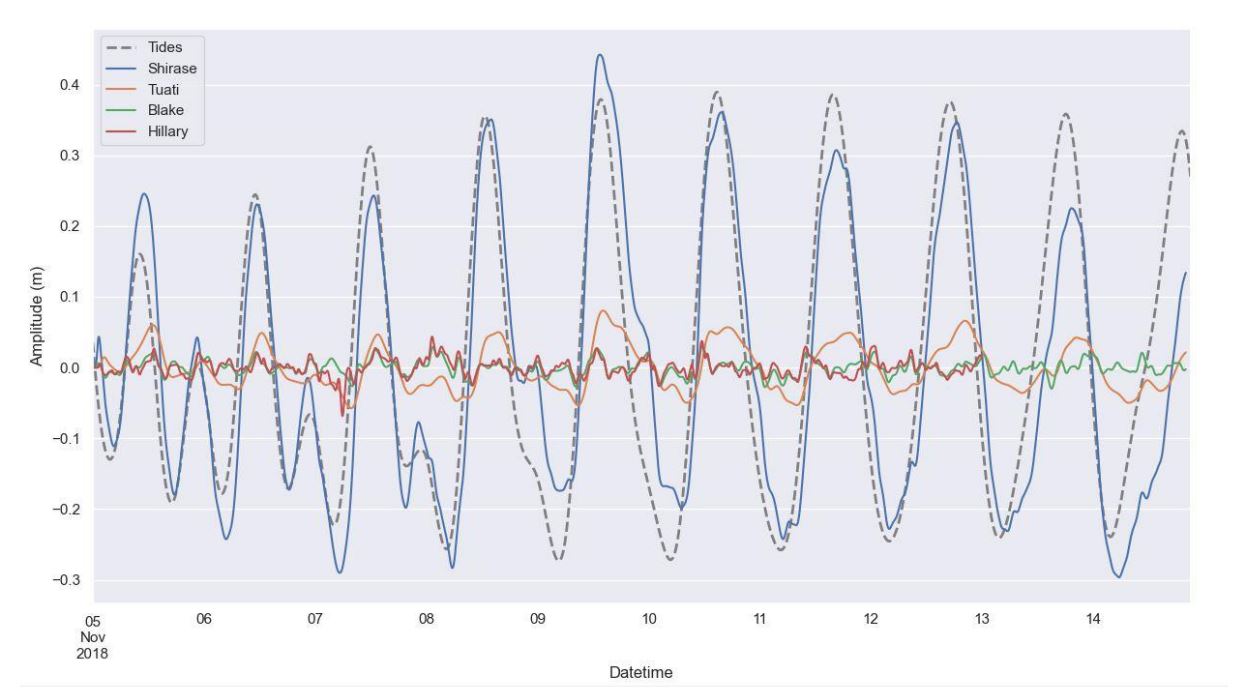 Tides
Shirase
Tuati
Blake
Hillary
0.4
0.3
0.2
0.1
0.0
−0.1
−0.2
−0.3
Amplitude (m)
05 06 07 08 09 10 11 12 13 14
Nov
2018
Datetime